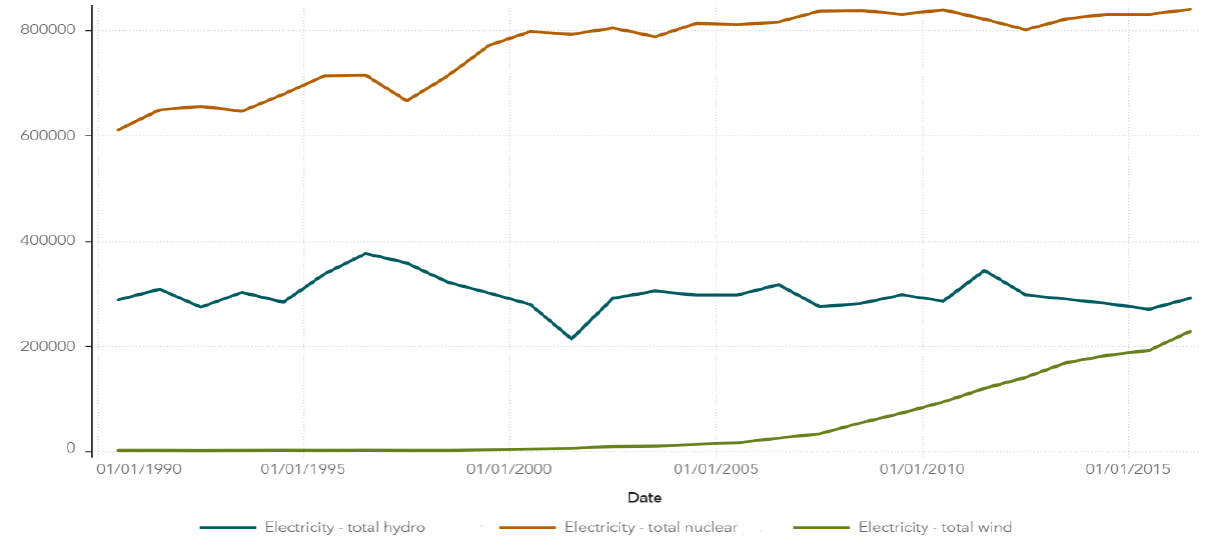 800000
600000
400000
200000
0
01/01/1990 01/01/1995 01/01/2000 01/01/2005 01/01/2010 01/01/2015
Date
Electricity - total hydro Electricity - total nuclear Electricity - total wind